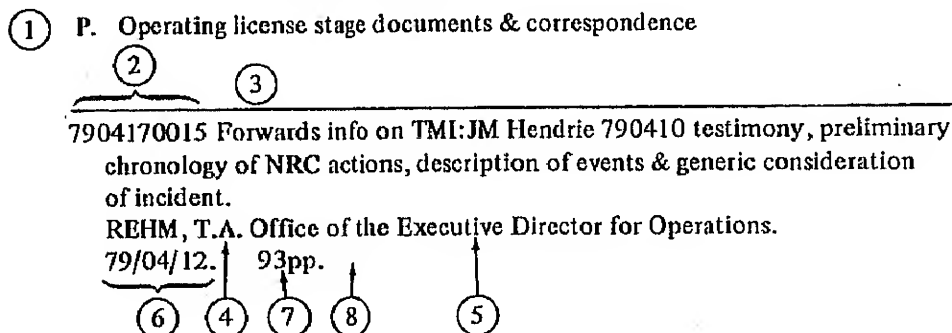 ① P. Operating license stage documents & correspondence
② ③
7904170015 Forwards info on TMI:JM Hendrie 790410 testimony, preliminary
chronology of NRC actions, description of events & generic consideration
of incident.
REHM, T.A. Office of the Executive Director for Operations.
79/04/12. 93pp.
⑥ ④ ⑦ ⑧ ⑤